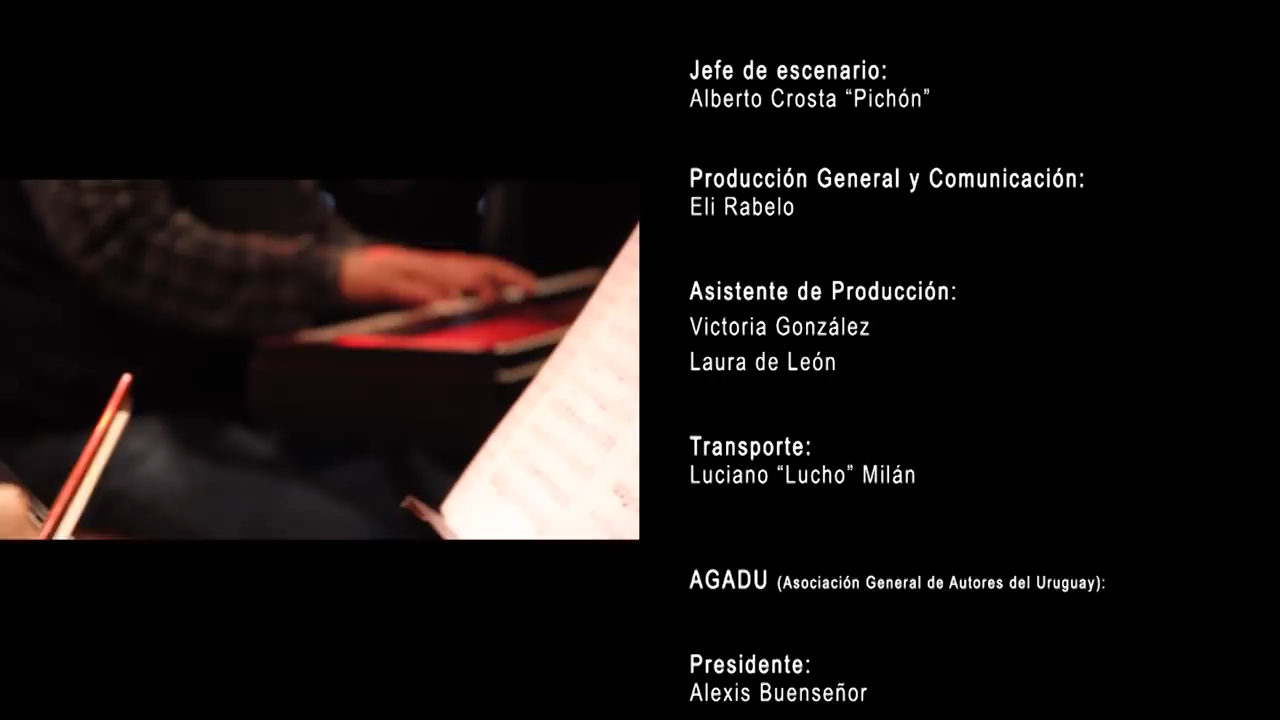 Jefe de escenario:
Alberto Crosta “Pichón”
Producción General y Comunicación:
Eli Rabelo
Asistente de Producción:
Victoria González
Laura de León
Transporte:
Luciano “Lucho” Milán
AGADU (Asociación General de Autores del Uruguay):
Presidente:
Alexis Buenseñor